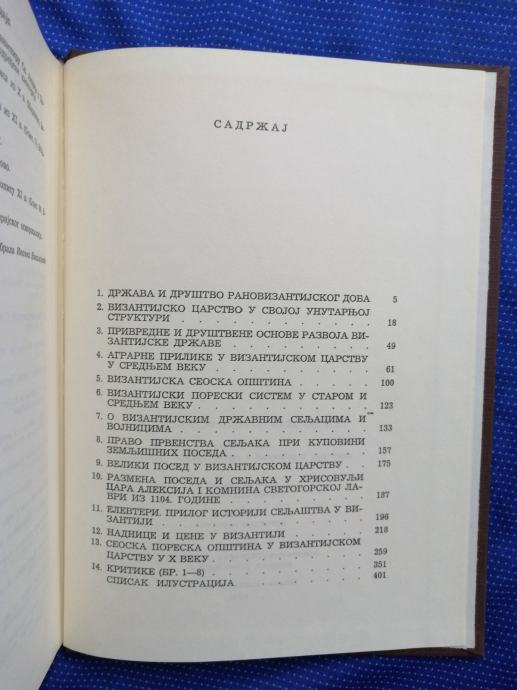 САДРЖАЈ
1. ДРЖАВА И ДРУШТВО РАНОВИЗАНТИЈСКОГ ДОБА 5
2. ВИЗАНТИЈСКО ЦАРСТВО У СВОЈОЈ УНУТАРЊОЈ
СТРУКТУРИ . . . . . . . . . . 18
3. ПРИВРЕДНЕ И ДРУШТВЕНЕ ОСНОВЕ РАЗВОЈА ВИ-
ЗАНТИЈСКЕ ДРЖАВЕ . . . . . . . . 49
4. АГРАРНЕ ПРИЛИКЕ У ВИЗАНТИЈСКОМ ЦАРСТВУ
У СРЕДЊЕМ ВЕКУ . . . . . . . . 61
5. ВИЗАНТИЈСКА СЕОСКА ОПШТИНА . . . . 100
6. ВИЗАНТИЈСКИ ПОРЕСКИ СИСТЕМ У СТАРОМ И
СРЕДЊЕМ ВЕКУ . . . . . . . . 123
7. О ВИЗАНТИЈСКИМ ДРЖАВНИМ СЕЉАЦИМА И
ВОЈНИЦИМА . . . . . . . . . 133
8. ПРАВО ПРВЕНСТВА СЕЉАКА ПРИ КУПОВИНИ
ЗЕМЉИШНИХ ПОСЕДА . . . . . . . 157
9. ВЕЛИКИ ПОСЕД У ВИЗАНТИЈСКОМ ЦАРСТВУ . . 175
10. РАЗМЕНА ПОСЕДА И СЕЉАКА У ХРИСОВУЉИ
ЦАРА АЛЕКСИЈА I КОМНИНА СВЕТОГОРСКОЈ ЛАВ-
РИ ИЗ 1104. ГОДИНЕ . . . . . . . 187
11. ЕЛЕВТЕРИ. ПРИЛОГ ИСТОРИЈИ СЕЉАШТВА У ВИ-
ЗАНТИЈИ . . . . . . . . . . 196
12. НАДНИЦЕ И ЦЕНЕ У ВИЗАНТИЈИ . . . . 218
13. СЕОСКА ПОРЕСКА ОПШТИНА У ВИЗАНТИЈСКОМ
ЦАРСТВУ У X ВЕКУ . . . . . . . 259
14. КРИТИКЕ (БР. 1—8) . . . . . . . 351
СПИСАК ИЛУСТРАЦИЈА . . . . . . 401